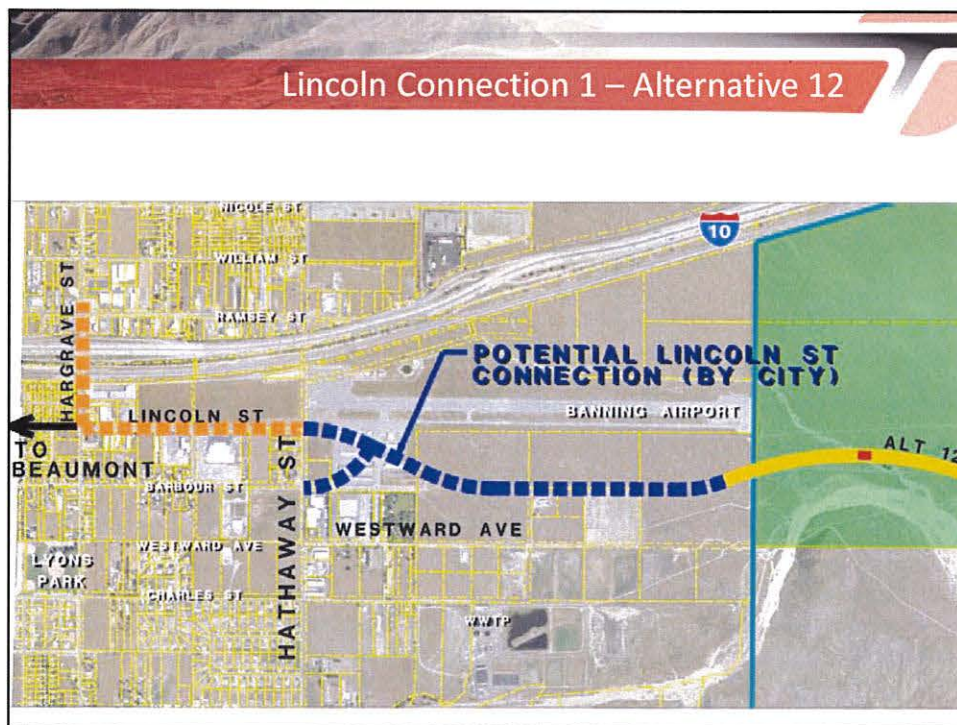 Lincoln Connection 1 – Alternative 12
NICOLE ST
WILLIAM ST
10
HARGRAVE ST
RAMSEY ST
POTENTIAL LINCOLN ST
CONNECTION (BY CITY)
LINCOLN ST
BANNING AIRPORT
TO
BEAUMONT
ALT 12
BARBOUR ST
HATHAWAY ST
WESTWARD AVE
WESTWARD AVE
LYONS
PARK
CHARLES ST
WWTP